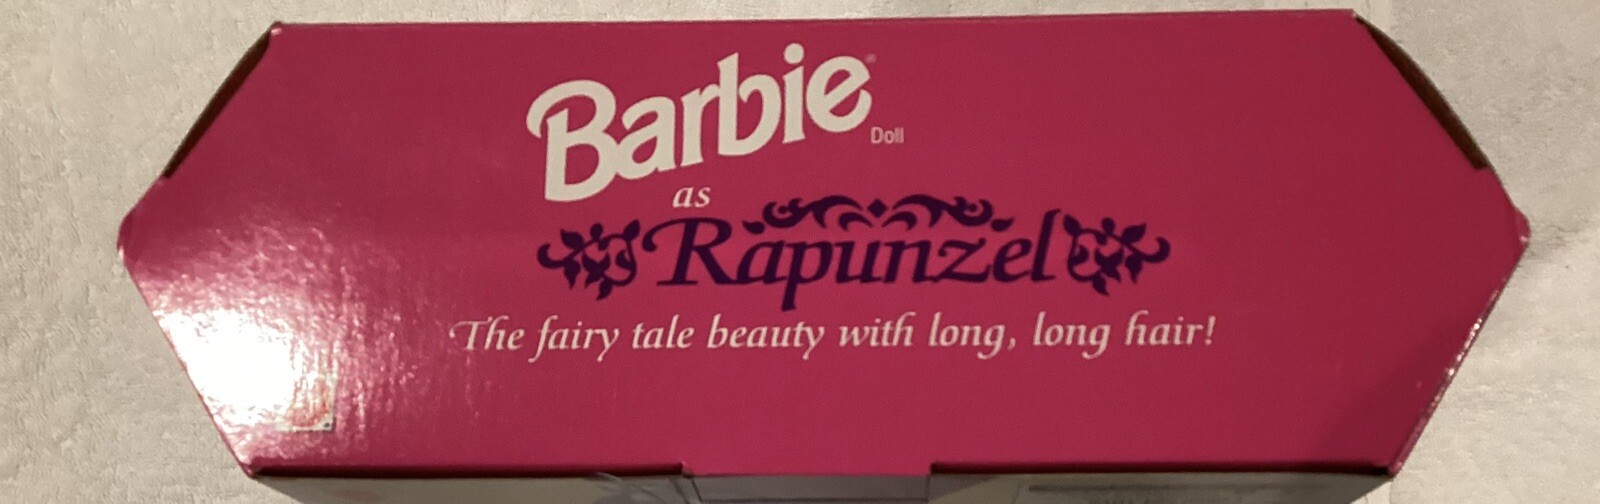 Barbie®
Doll
as
Rapunzel
The fairy tale beauty with long, long hair!